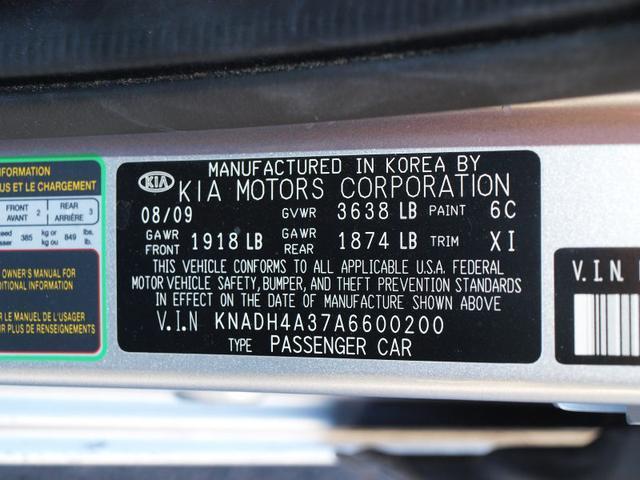 INFORMATION
US ET LE CHARGEMENT
FRONT
AVANT 2
REAR
ARRIÈRE 3
385 kg or
kg ou 849 lbs.
lb.
OWNER'S MANUAL FOR
INFORMATION
LE MANUEL DE L'USAGER
KIA
MANUFACTURED IN KOREA BY
KIA MOTORS CORPORATION
08/09 GVWR 3638 LB PAINT 6C
GAWR
FRONT 1918 LB
GAWR
REAR 1874 LB TRIM XI
THIS VEHICLE CONFORMS TO ALL APPLICABLE U.S.A. FEDERAL
MOTOR VEHICLE SAFETY, BUMPER, AND THEFT PREVENTION STANDARDS
IN EFFECT ON THE DATE OF MANUFACTURE SHOWN ABOVE
V.I.N KNADH4A37A6600200
TYPE PASSENGER CAR
V.I.N